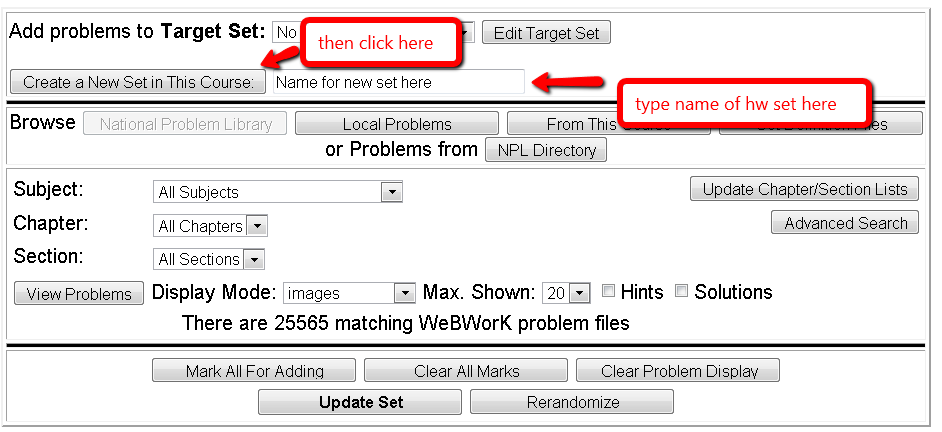 Add problems to Target Set: No
then click here
Edit Target Set
Create a New Set in This Course: Name for new set here
type name of hw set here
Browse National Problem Library Local Problems From This Course Set Definition Files
or Problems from NPL Directory
Subject: All Subjects Update Chapter/Section Lists
Chapter: All Chapters Advanced Search
Section: All Sections
View Problems Display Mode: images Max. Shown: 20 Hints Solutions
There are 25565 matching WeBWorK problem files
Mark All For Adding Clear All Marks Clear Problem Display
Update Set Rerandomize